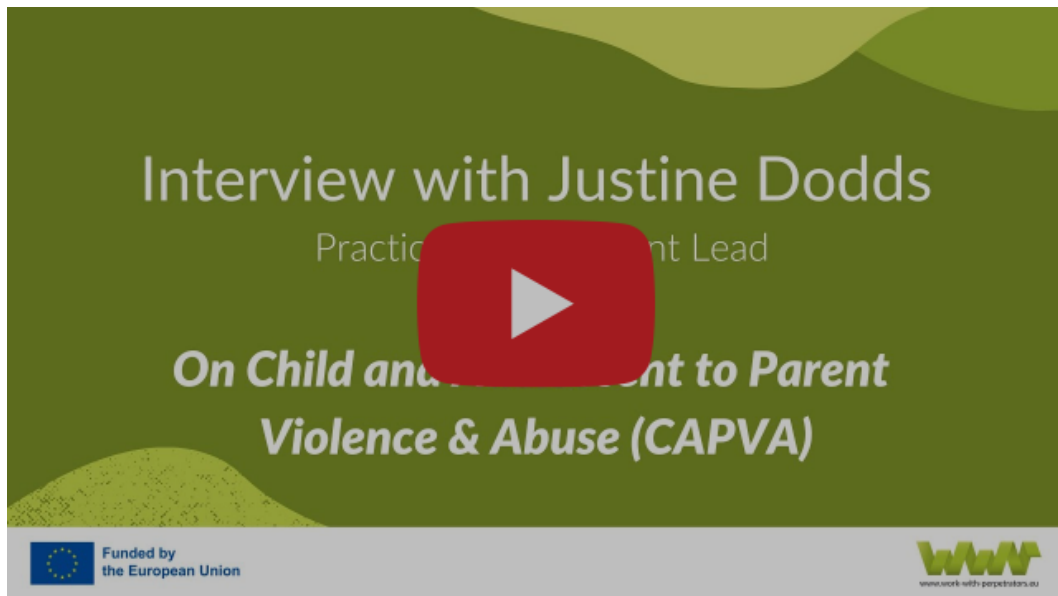 Interview with Justine Dodds
Lead
On Child to Parent
Violence & Abuse (CAPVA)
Funded by
the European Union
www.work-with-perpetrators.eu